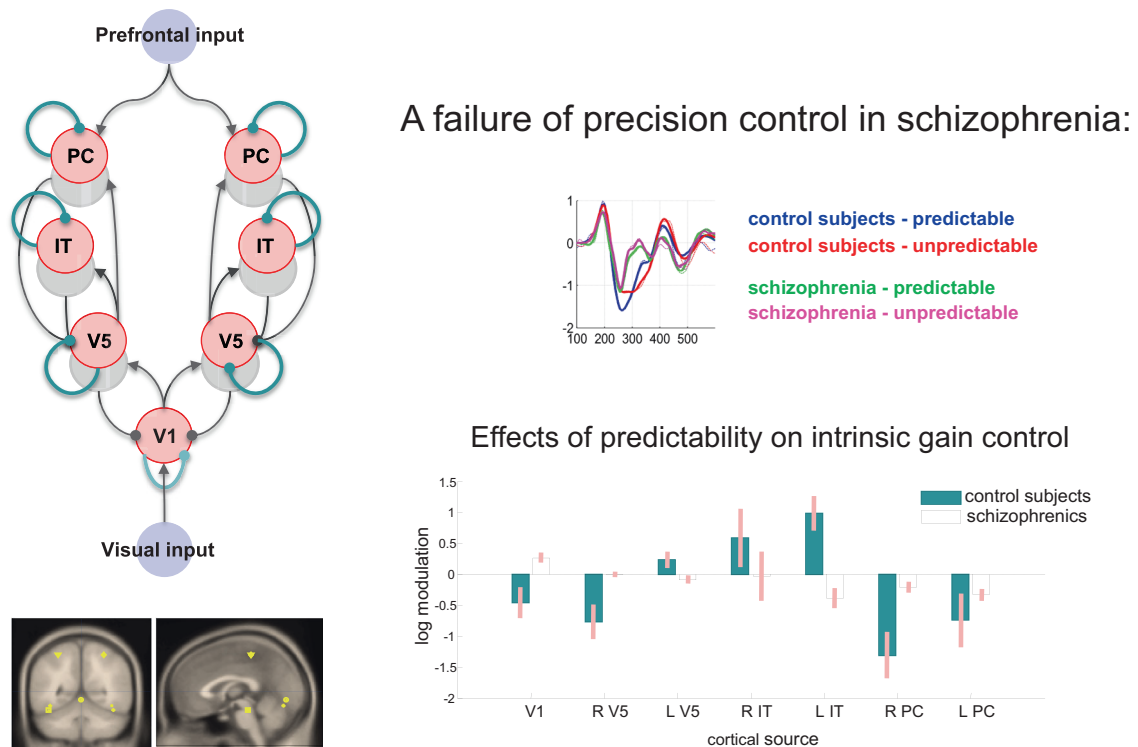 Prefrontal input
PC
PC
IT
IT
V5
V5
V1
Visual input
A failure of precision control in schizophrenia:
1
0
-1
-2
100 200 300 400 500
control subjects - predictable
control subjects - unpredictable
schizophrenia - predictable
schizophrenia - unpredictable
Effects of predictability on intrinsic gain control
control subjects
schizophrenics
log modulation
1.5
1
0.5
0
-0.5
-1
-1.5
-2
V1 R V5 L V5 R IT L IT R PC L PC
cortical source